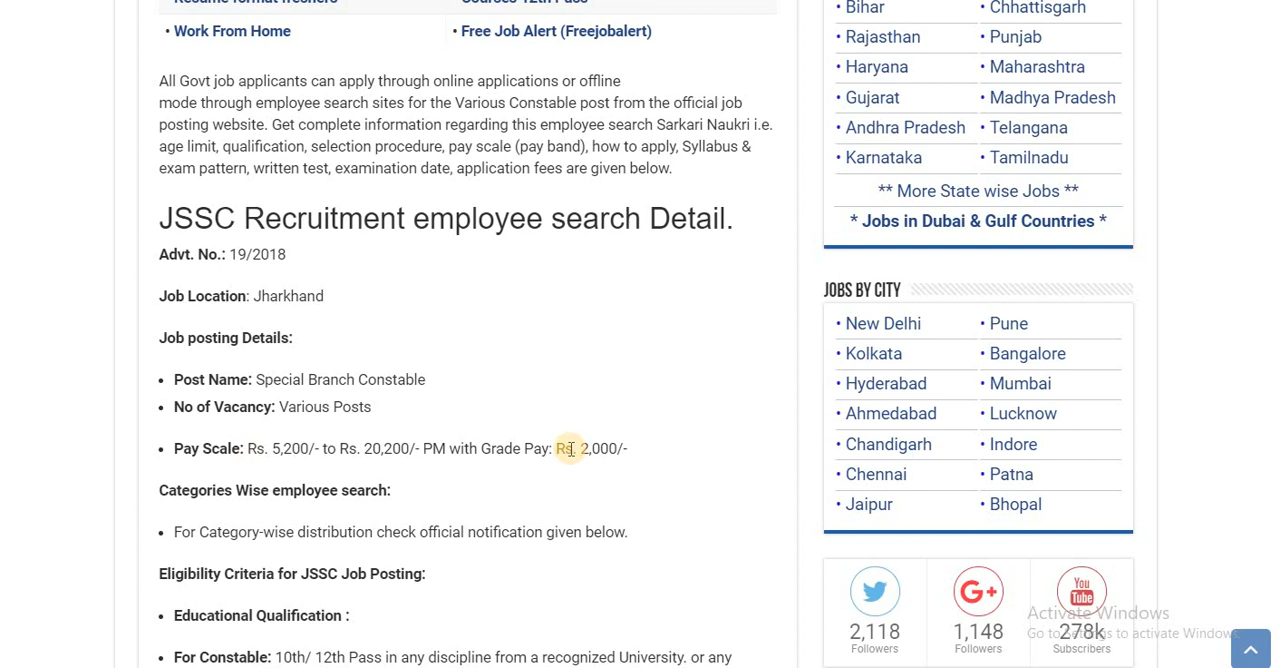 • Work From Home
• Free Job Alert (Freejobalert)
All Govt job applicants can apply through online applications or offline
mode through employee search sites for the Various Constable post from the official job
posting website. Get complete information regarding this employee search Sarkari Naukri i.e.
age limit, qualification, selection procedure, pay scale (pay band), how to apply, Syllabus &
exam pattern, written test, examination date, application fees are given below.
JSSC Recruitment employee search Detail.
Advt. No.: 19/2018
Job Location: Jharkhand
Job posting Details:
• Post Name: Special Branch Constable
• No of Vacancy: Various Posts
• Pay Scale: Rs. 5,200/- to Rs. 20,200/- PM with Grade Pay: Rs. 2,000/-
Categories Wise employee search:
• For Category-wise distribution check official notification given below.
Eligibility Criteria for JSSC Job Posting:
• Educational Qualification :
• For Constable: 10th/ 12th Pass in any discipline from a recognized University. or any
• Bihar
• Chhattisgarh
• Rajasthan
• Punjab
• Haryana
• Maharashtra
• Gujarat
• Madhya Pradesh
• Andhra Pradesh
• Telangana
• Karnataka
• Tamilnadu
** More State wise Jobs **
* Jobs in Dubai & Gulf Countries *
JOBS BY CITY
• New Delhi
• Pune
• Kolkata
• Bangalore
• Hyderabad
• Mumbai
• Ahmedabad
• Lucknow
• Chandigarh
• Indore
• Chennai
• Patna
• Jaipur
• Bhopal
G+
You
Tube
2,118
Followers
1,148
Followers
278k
Subscribers
Activate Windows
Go to Settings to activate Windows.